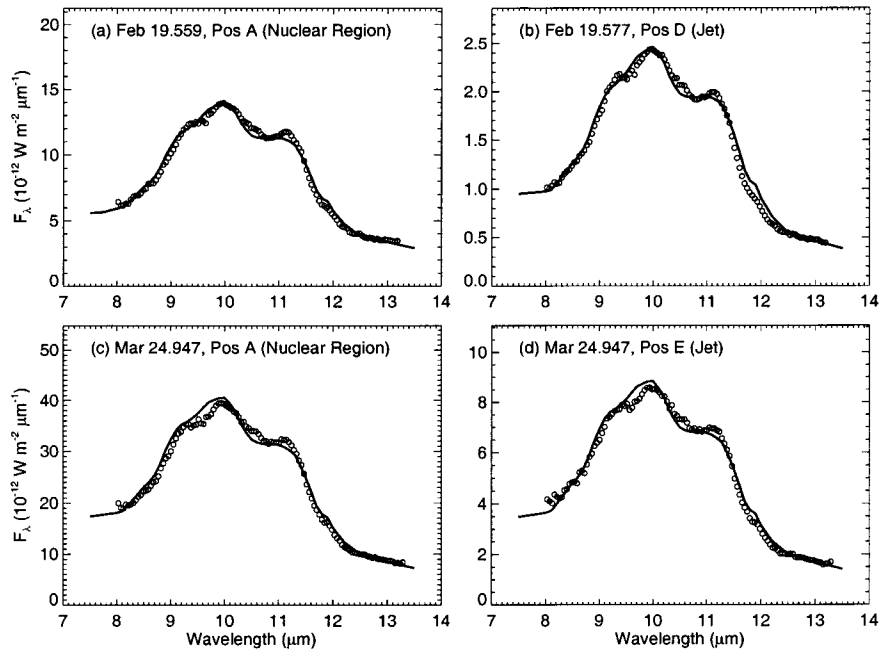 (a) Feb 19.559, Pos A (Nuclear Region)
20
15
10
5
0
7 8 9 10 11 12 13 14
F_λ (10⁻¹² W m⁻² μm⁻¹)
(b) Feb 19.577, Pos D (Jet)
2.5
2.0
1.5
1.0
0.5
0.0
7 8 9 10 11 12 13 14
(c) Mar 24.947, Pos A (Nuclear Region)
50
40
30
20
10
0
7 8 9 10 11 12 13 14
F_λ (10⁻¹² W m⁻² μm⁻¹)
Wavelength (μm)
(d) Mar 24.947, Pos E (Jet)
10
8
6
4
2
0
7 8 9 10 11 12 13 14
Wavelength (μm)